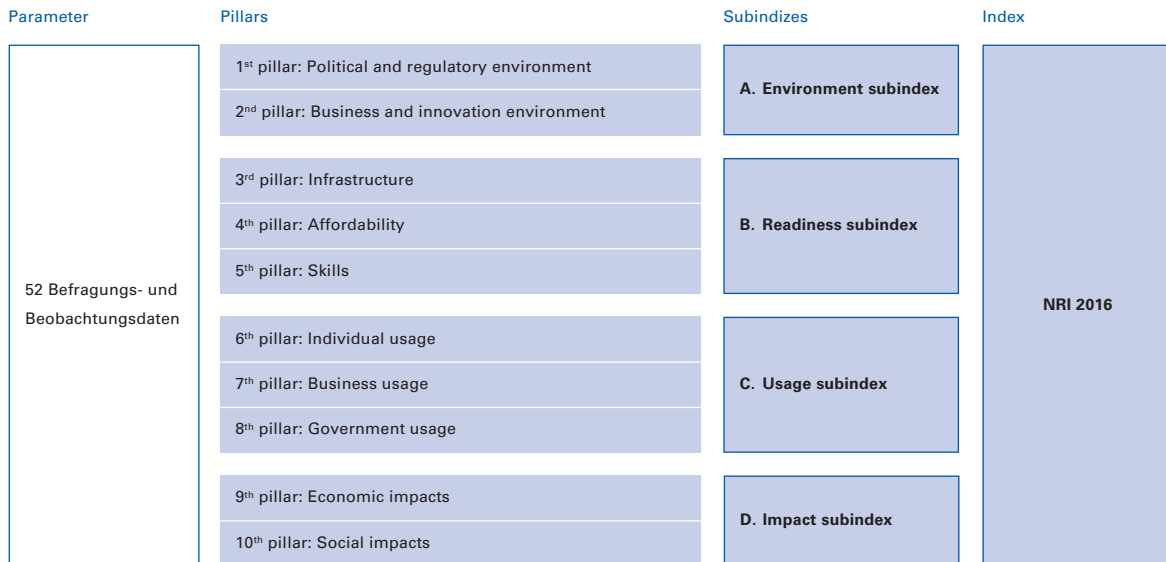 Parameter
Pillars
Subindizes
Index
52 Befragungs- und
Beobachtungsdaten
1st pillar: Political and regulatory environment
2nd pillar: Business and innovation environment
3rd pillar: Infrastructure
4th pillar: Affordability
5th pillar: Skills
6th pillar: Individual usage
7th pillar: Business usage
8th pillar: Government usage
9th pillar: Economic impacts
10th pillar: Social impacts
A. Environment subindex
B. Readiness subindex
C. Usage subindex
D. Impact subindex
NRI 2016